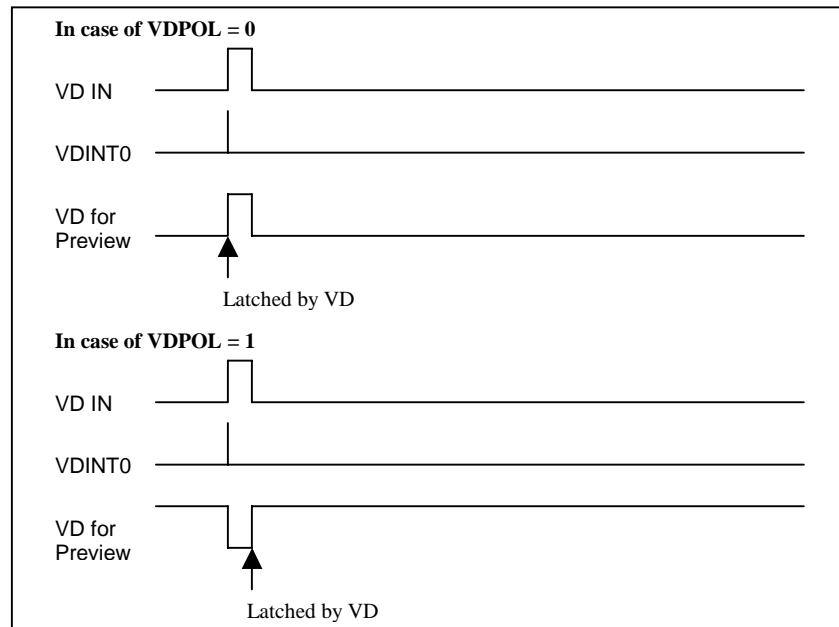 In case of VDPOL = 0
VD IN
VDINT0
VD for
Preview
Latched by VD
In case of VDPOL = 1
VD IN
VDINT0
VD for
Preview
Latched by VD